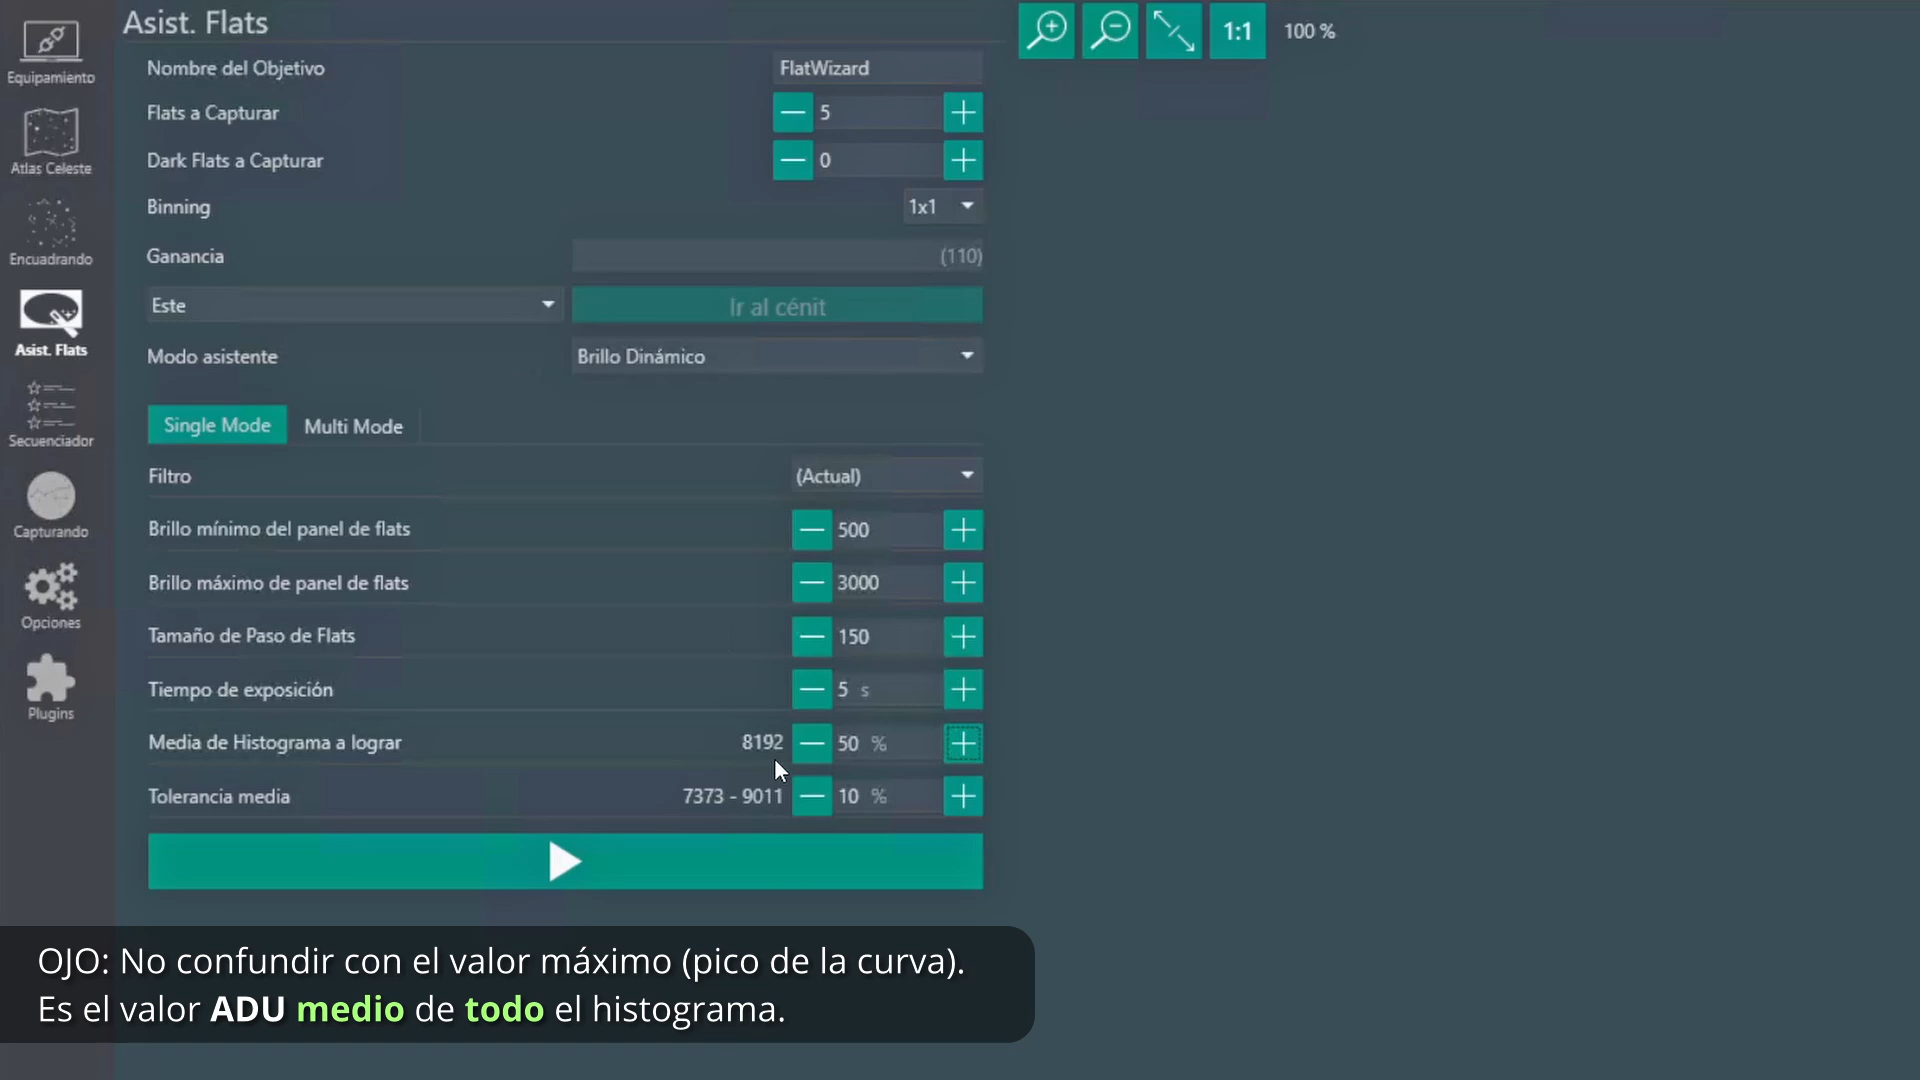 Asist. Flats
1:1
100 %
Equipamiento
Atlas Celeste
Encuadrando
Asist. Flats
Secuenciador
Capturando
Opciones
Plugins
Nombre del Objetivo
FlatWizard
Flats a Capturar
5
Dark Flats a Capturar
0
Binning
1x1
Ganancia
(110)
Este
Ir al cénit
Modo asistente
Brillo Dinámico
Single Mode
Multi Mode
Filtro
(Actual)
Brillo mínimo del panel de flats
500
Brillo máximo de panel de flats
3000
Tamaño de Paso de Flats
150
Tiempo de exposición
5 s
Media de Histograma a lograr
8192
50 %
Tolerancia media
7373 - 9011
10 %
OJO: No confundir con el valor máximo (pico de la curva).
Es el valor ADU medio de todo el histograma.